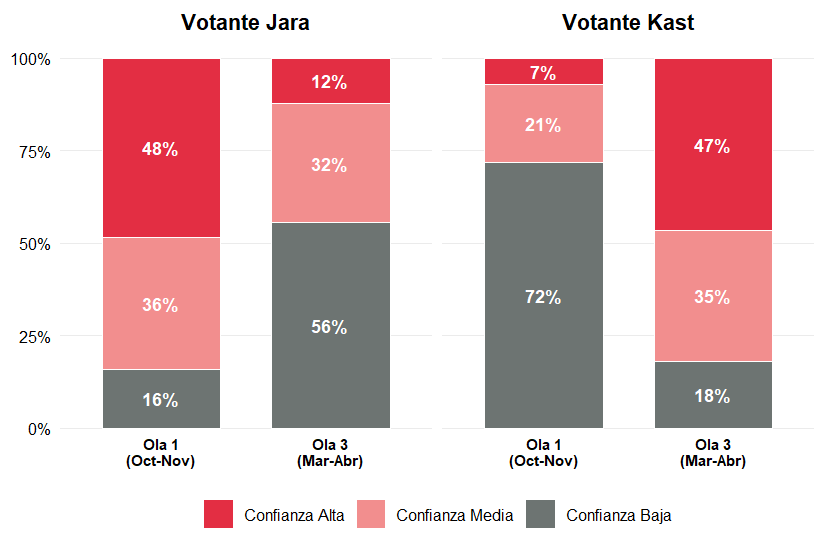 Votante Jara
Votante Kast
100%
75%
50%
25%
0%
48%
36%
16%
12%
32%
56%
7%
21%
72%
47%
35%
18%
Ola 1
(Oct-Nov)
Ola 3
(Mar-Abr)
Ola 1
(Oct-Nov)
Ola 3
(Mar-Abr)
Confianza Alta
Confianza Media
Confianza Baja